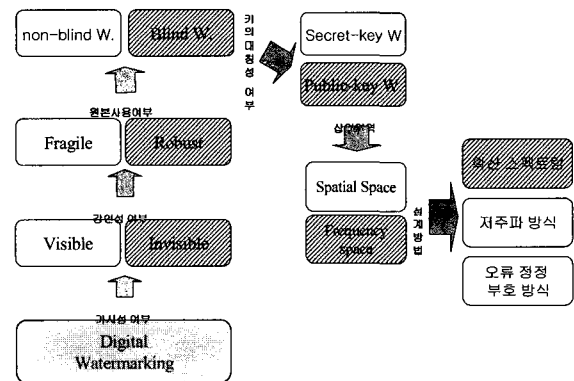 non-blind W.
Blind W.
키의 대칭성 여부
Secret-key W
Public-key W.
원본사용여부
Fragile
Robust
삽입영역
Spatial Space
Frequency
space
설계방법
확산 스펙트럼
저주파 방식
오류 정정
부호 방식
강인성 여부
Visible
Invisible
가시성 여부
Digital
Watermarking